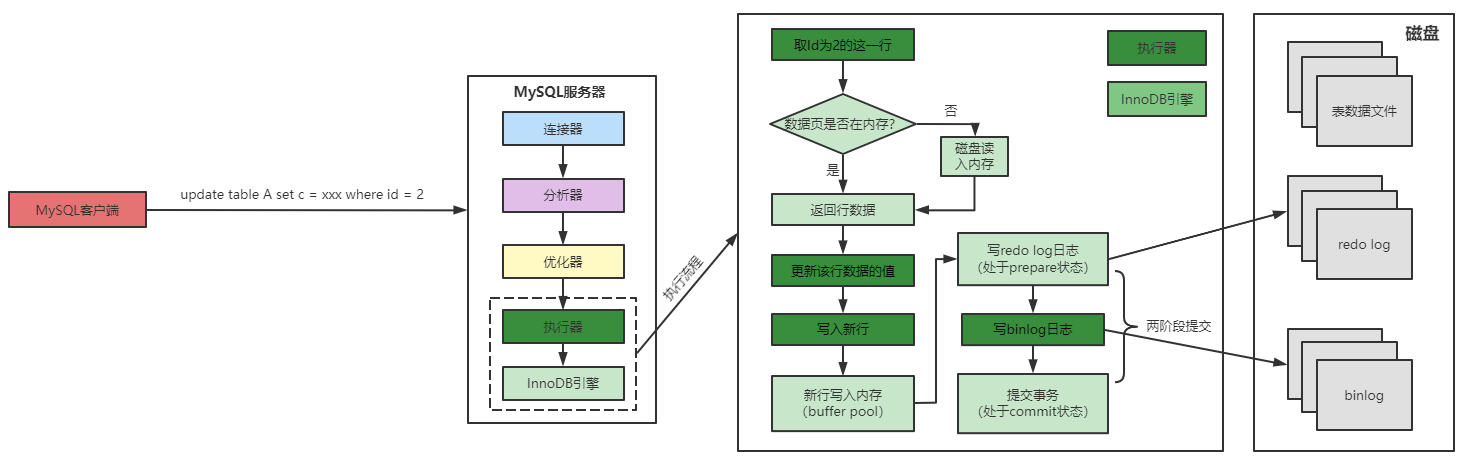 MySQL客户端
update table A set c = xxx where id = 2
MySQL服务器
连接器
分析器
优化器
执行器
InnoDB引擎
执行流程
取Id为2的这一行
数据页是否在内存?
否
磁盘读
入内存
是
返回行数据
更新该行数据的值
写入新行
新行写入内存
（buffer pool）
写redo log日志
（处于prepare状态）
写binlog日志
提交事务
（处于commit状态）
两阶段提交
执行器
InnoDB引擎
磁盘
表数据文件
redo log
binlog